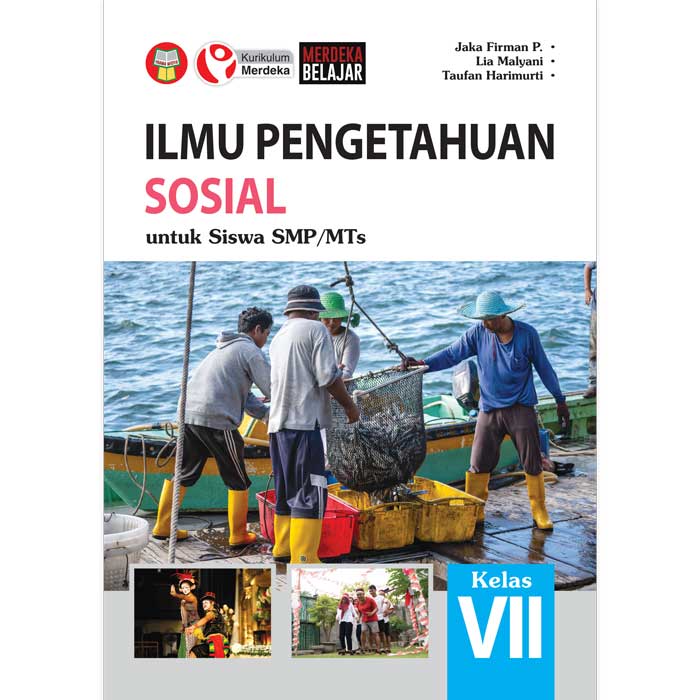 Kurikulum
Merdeka
MERDEKA
BELAJAR
Jaka Firman P. •
Lia Malyani •
Taufan Harimurti •
ILMU PENGETAHUAN
SOSIAL
untuk Siswa SMP/MTs
Kelas
VII